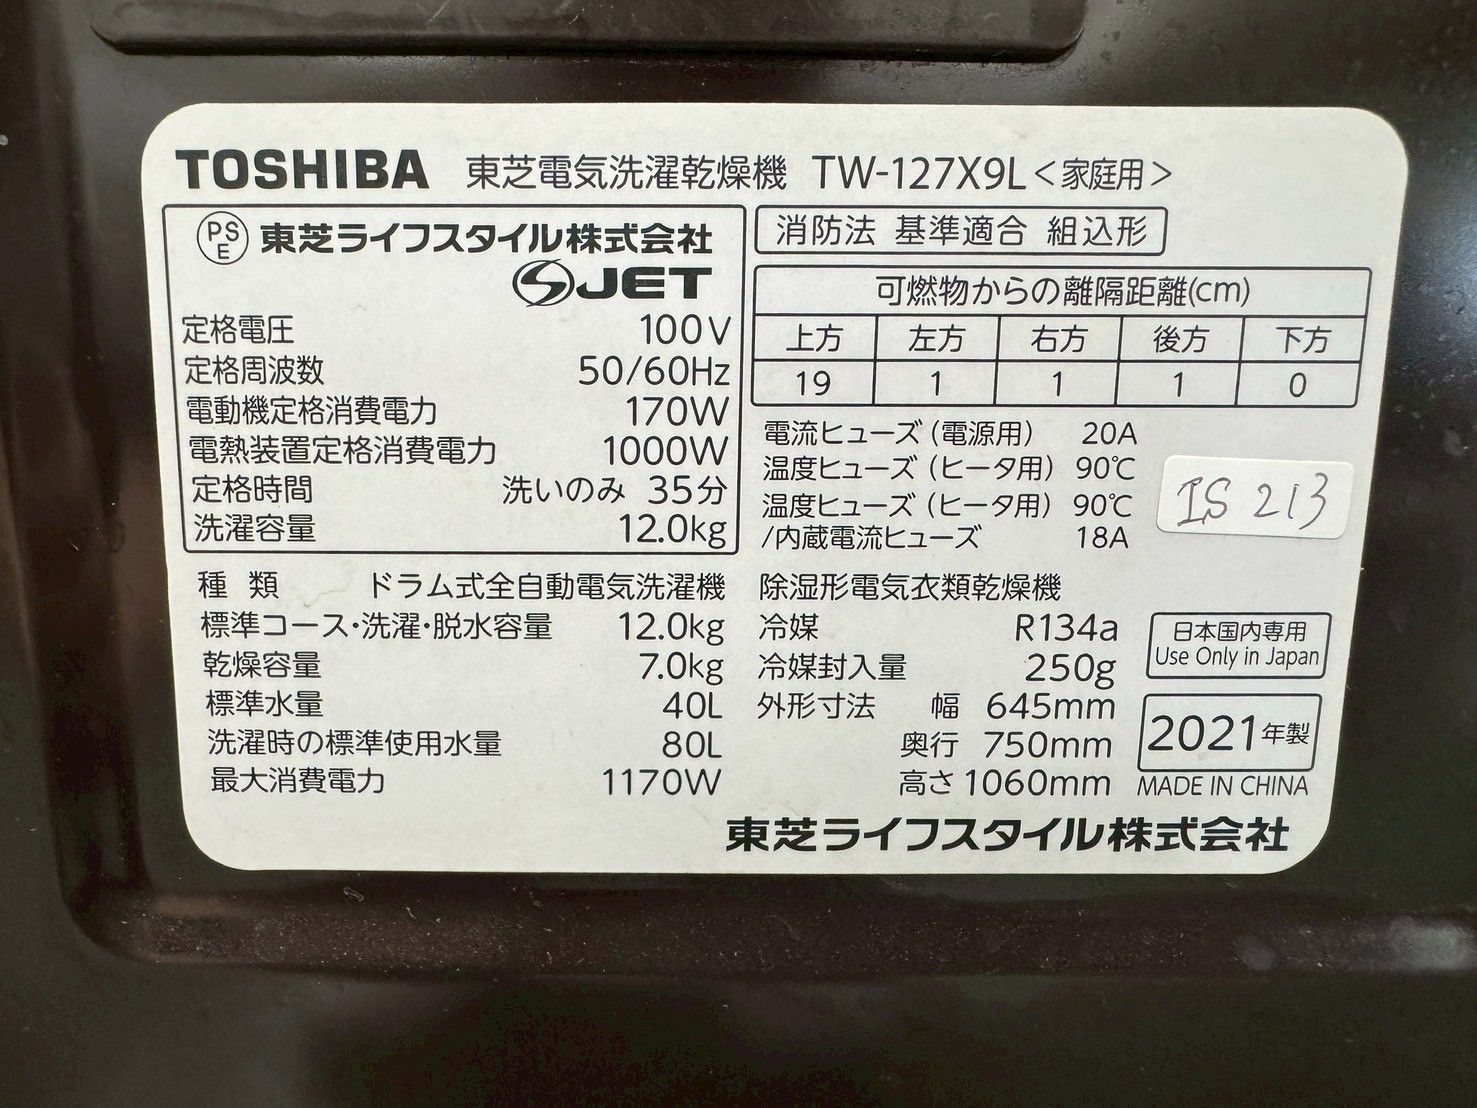 TOSHIBA 東芝電気洗濯乾燥機 TW-127X9L<家庭用>
PSE 東芝ライフスタイル株式会社
SJET
定格電圧 100V
定格周波数 50/60Hz
電動機定格消費電力 170W
電熱装置定格消費電力 1000W
定格時間 洗いのみ 35分
洗濯容量 12.0kg
種 類 ドラム式全自動電気洗濯機
標準コース・洗濯・脱水容量 12.0kg
乾燥容量 7.0kg
標準水量 40L
洗濯時の標準使用水量 80L
最大消費電力 1170W
消防法 基準適合 組込形
可燃物からの離隔距離(cm)
上方 左方 右方 後方 下方
19 1 1 1 0
電流ヒューズ(電源用) 20A
温度ヒューズ(ヒータ用) 90℃
温度ヒューズ(ヒータ用) 90℃
/内蔵電流ヒューズ 18A
IS 213
除湿形電気衣類乾燥機
冷媒 R134a
冷媒封入量 250g
外形寸法 幅 645mm
奥行 750mm
高さ 1060mm
日本国内専用
Use Only in Japan
2021年製
MADE IN CHINA
東芝ライフスタイル株式会社